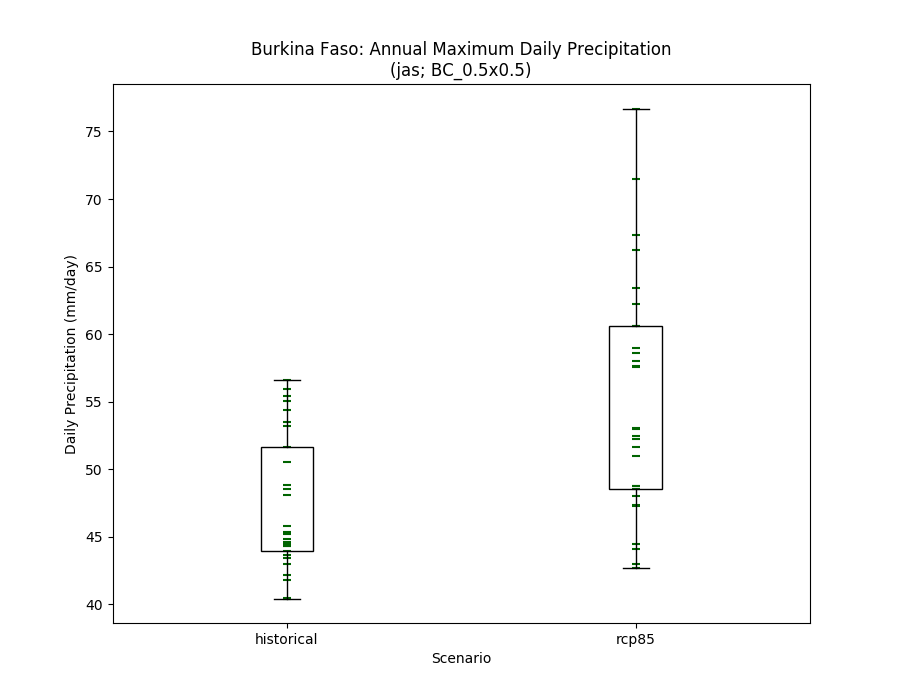 Burkina Faso: Annual Maximum Daily Precipitation
(jas; BC_0.5x0.5)
Daily Precipitation (mm/day)
75
70
65
60
55
50
45
40
historical
rcp85
Scenario